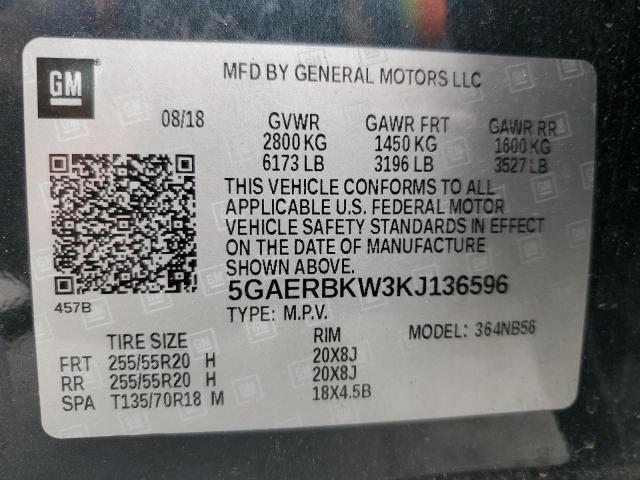 GM
MFD BY GENERAL MOTORS LLC
08/18 GVWR GAWR FRT GAWR RR
2800 KG 1450 KG 1600 KG
6173 LB 3196 LB 3527 LB
THIS VEHICLE CONFORMS TO ALL
APPLICABLE U.S. FEDERAL MOTOR
VEHICLE SAFETY STANDARDS IN EFFECT
ON THE DATE OF MANUFACTURE
SHOWN ABOVE.
457B
5GAERBKW3KJ136596
TYPE: M.P.V. MODEL: 364NB56
TIRE SIZE RIM
FRT 255/55R20 H 20X8J
RR 255/55R20 H 20X8J
SPA T135/70R18 M 18X4.5B